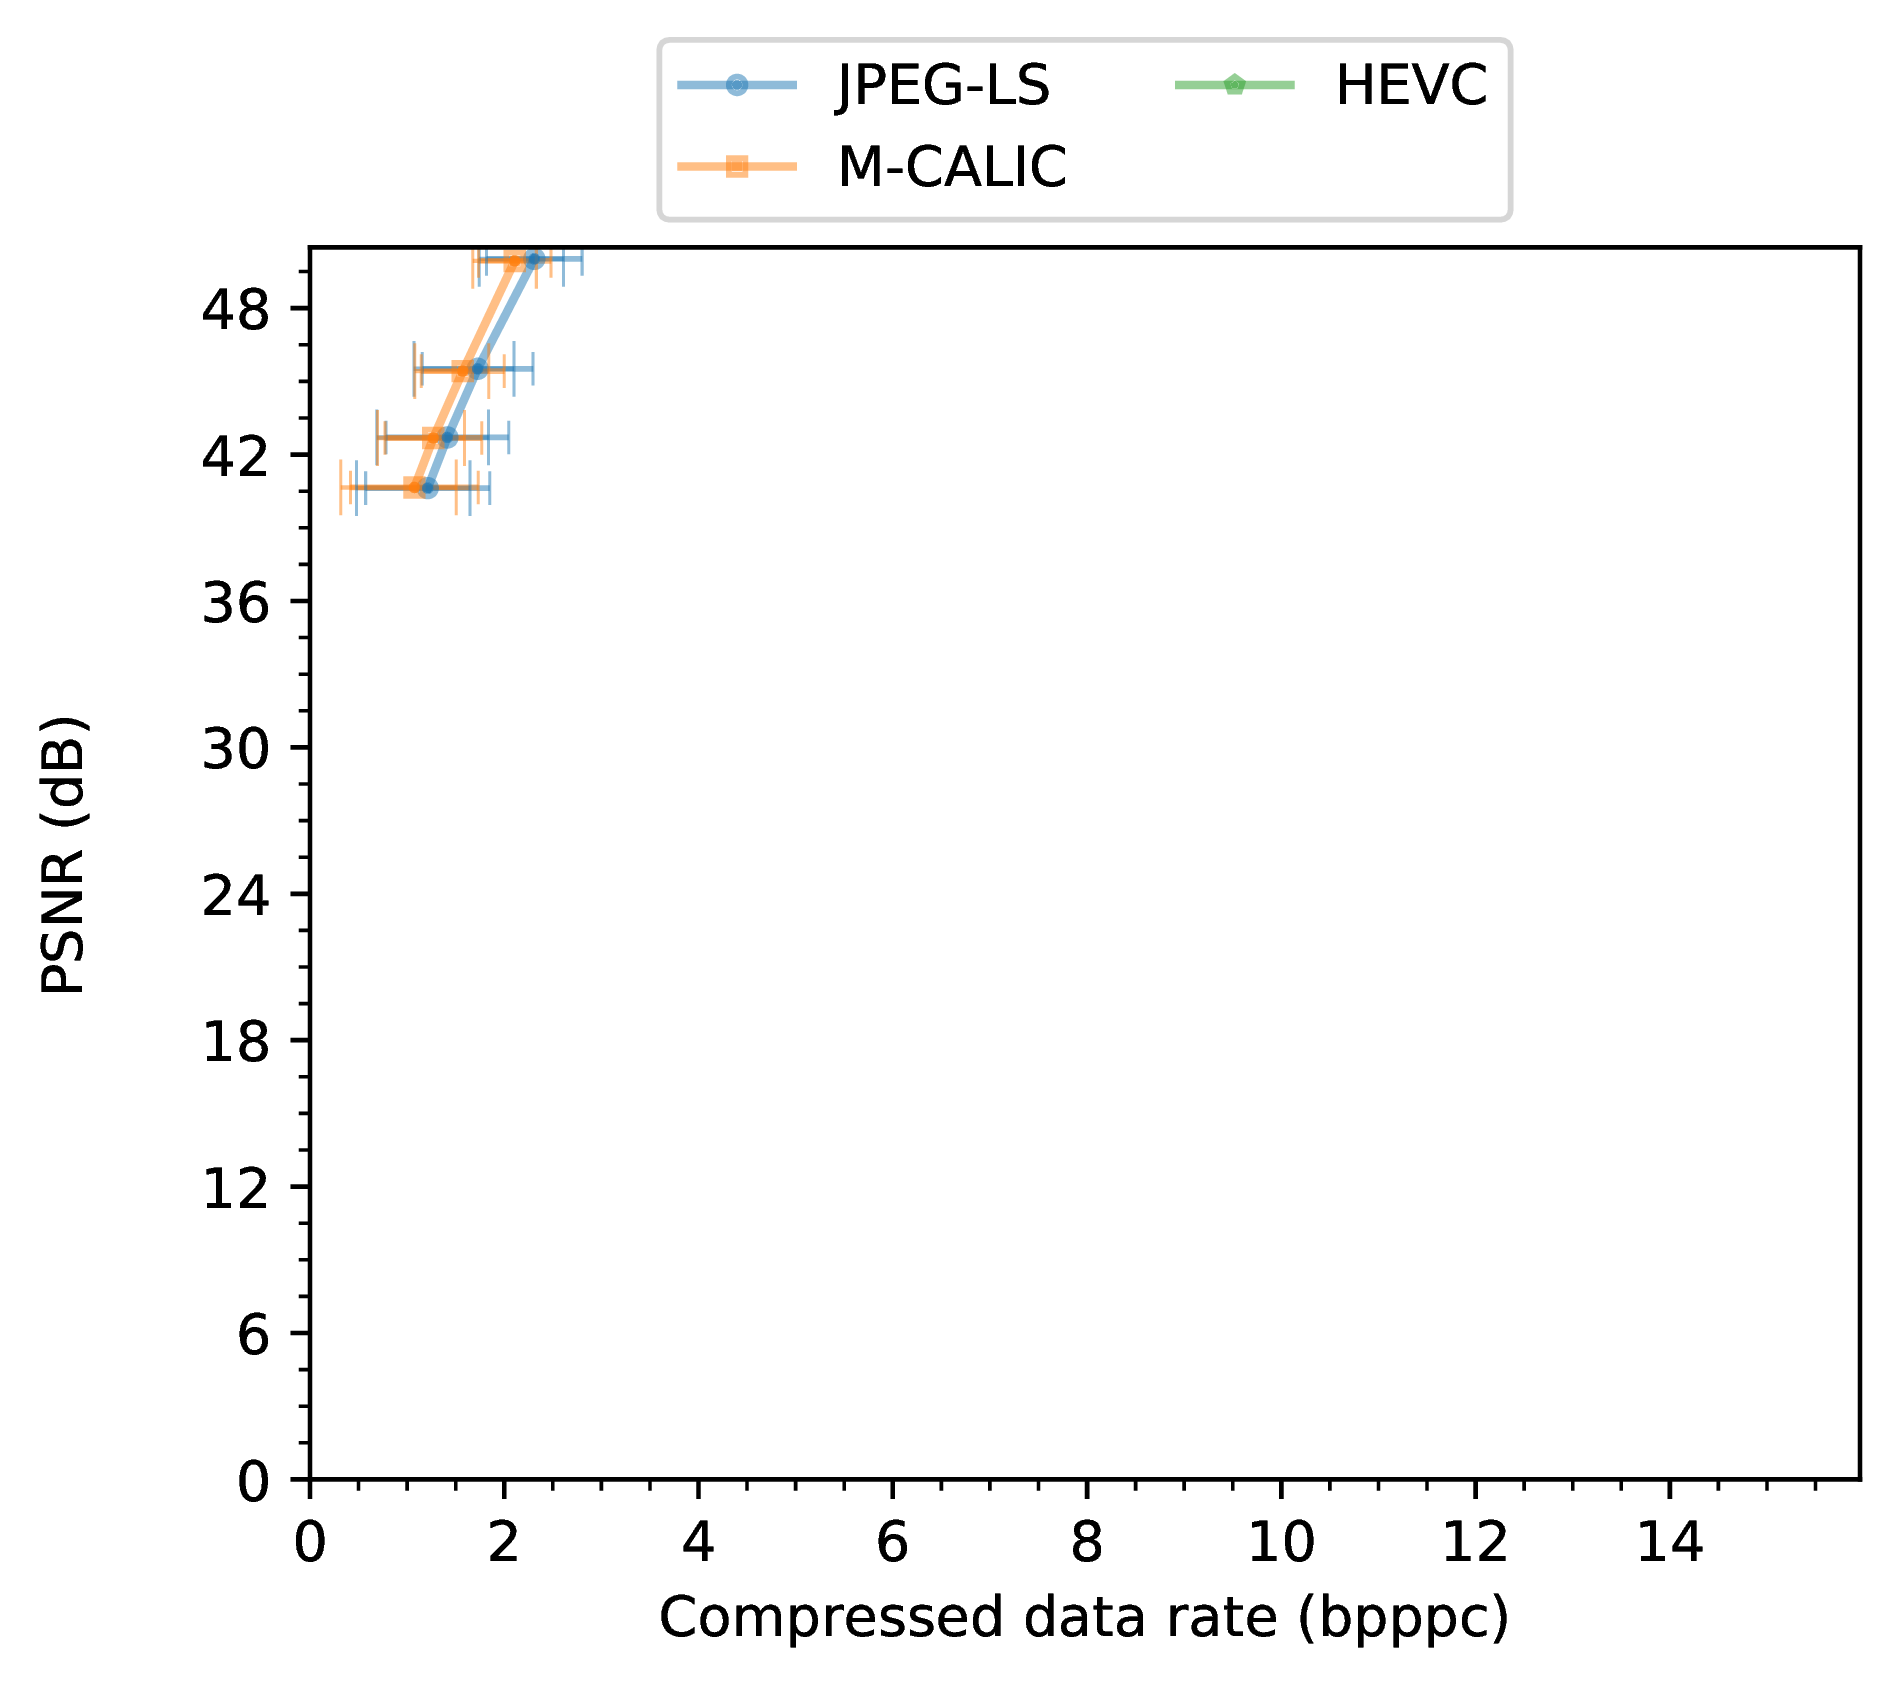 JPEG-LS
M-CALIC
HEVC
48
42
36
30
24
18
12
6
0
PSNR (dB)
0 2 4 6 8 10 12 14
Compressed data rate (bpppc)